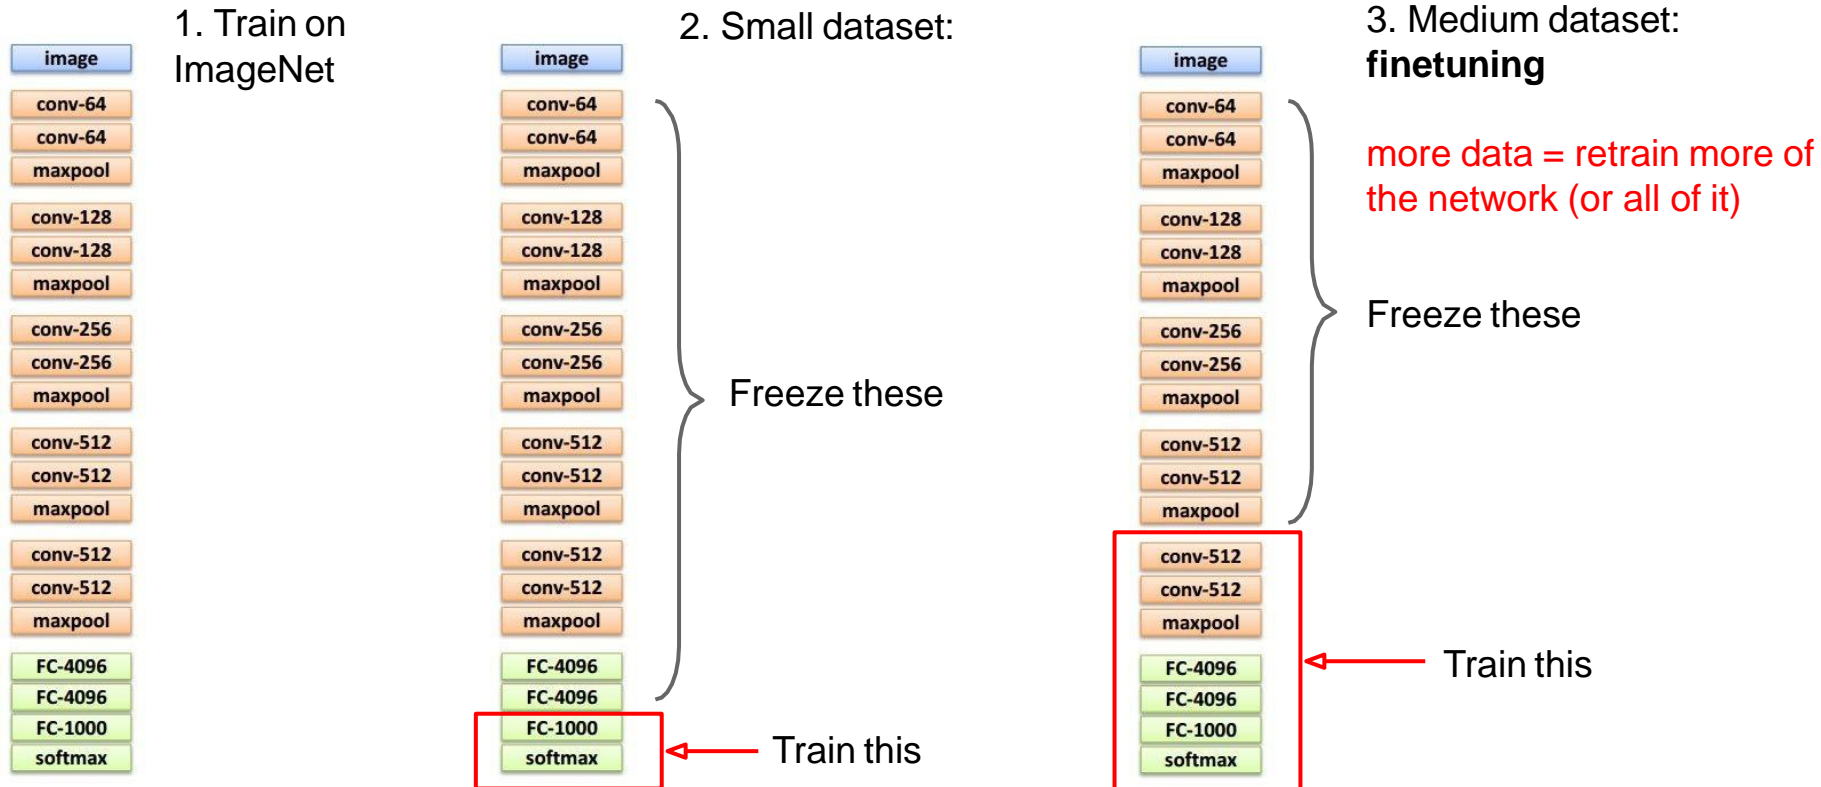 1. Train on
ImageNet
image
conv-64
conv-64
maxpool
conv-128
conv-128
maxpool
conv-256
conv-256
maxpool
conv-512
conv-512
maxpool
conv-512
conv-512
maxpool
FC-4096
FC-4096
FC-1000
softmax
2. Small dataset:
image
conv-64
conv-64
maxpool
conv-128
conv-128
maxpool
conv-256
conv-256
maxpool
conv-512
conv-512
maxpool
conv-512
conv-512
maxpool
FC-4096
FC-4096
FC-1000
softmax
Freeze these
Train this
3. Medium dataset:
finetuning
more data = retrain more of
the network (or all of it)
image
conv-64
conv-64
maxpool
conv-128
conv-128
maxpool
conv-256
conv-256
maxpool
conv-512
conv-512
maxpool
conv-512
conv-512
maxpool
FC-4096
FC-4096
FC-1000
softmax
Freeze these
Train this